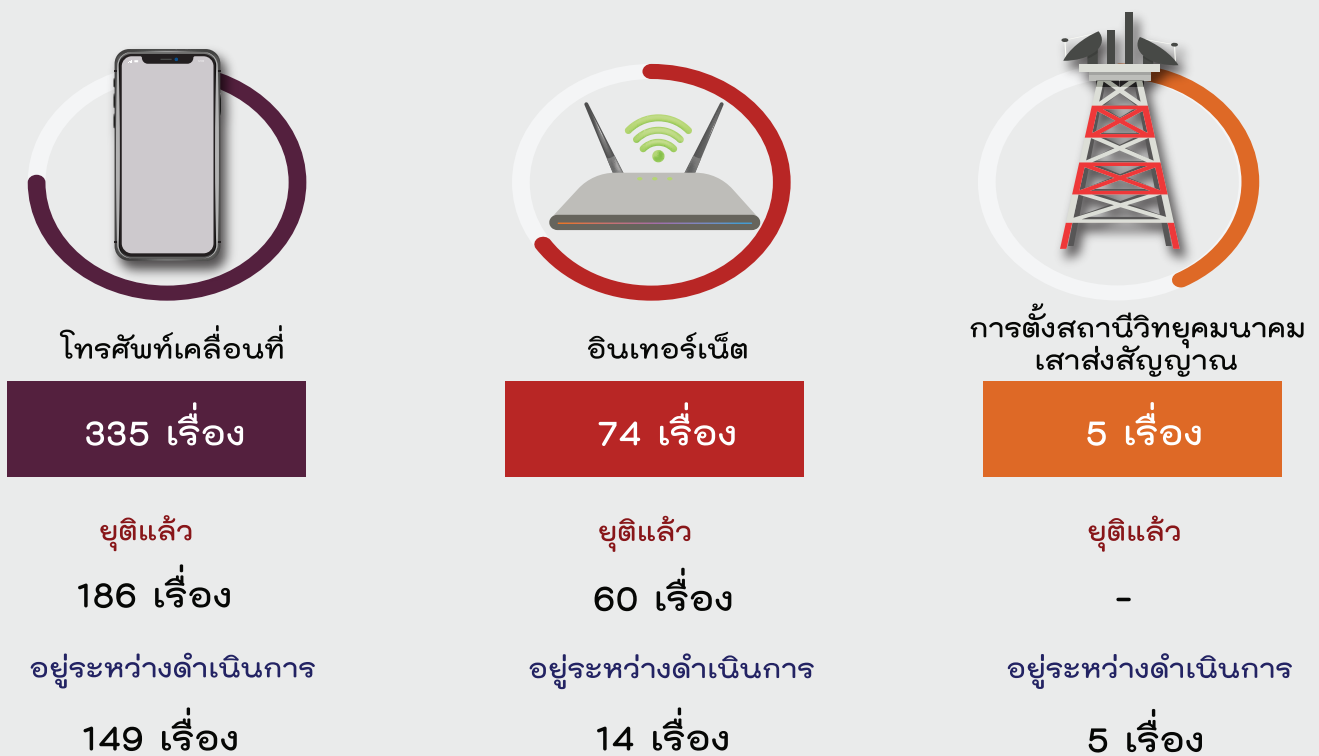 โทรศัพท์เคลื่อนที่
335 เรื่อง
ยุติแล้ว
186 เรื่อง
อยู่ระหว่างดำเนินการ
149 เรื่อง
อินเทอร์เน็ต
74 เรื่อง
ยุติแล้ว
60 เรื่อง
อยู่ระหว่างดำเนินการ
14 เรื่อง
การตั้งสถานีวิทยุคมนาคม
เสาส่งสัญญาณ
5 เรื่อง
ยุติแล้ว
-
อยู่ระหว่างดำเนินการ
5 เรื่อง